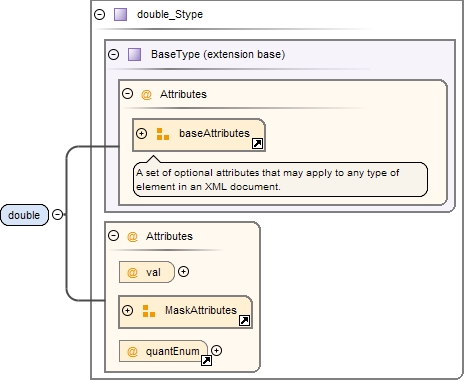 double_Stype
BaseType (extension base)
@ Attributes
baseAttributes
A set of optional attributes that may apply to any type of
element in an XML document.
double
@ Attributes
@ val
MaskAttributes
@ quantEnum